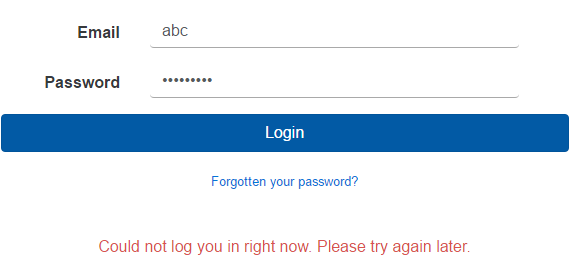 Email abc
Password •••••••••
Login
Forgotten your password?
Could not log you in right now. Please try again later.